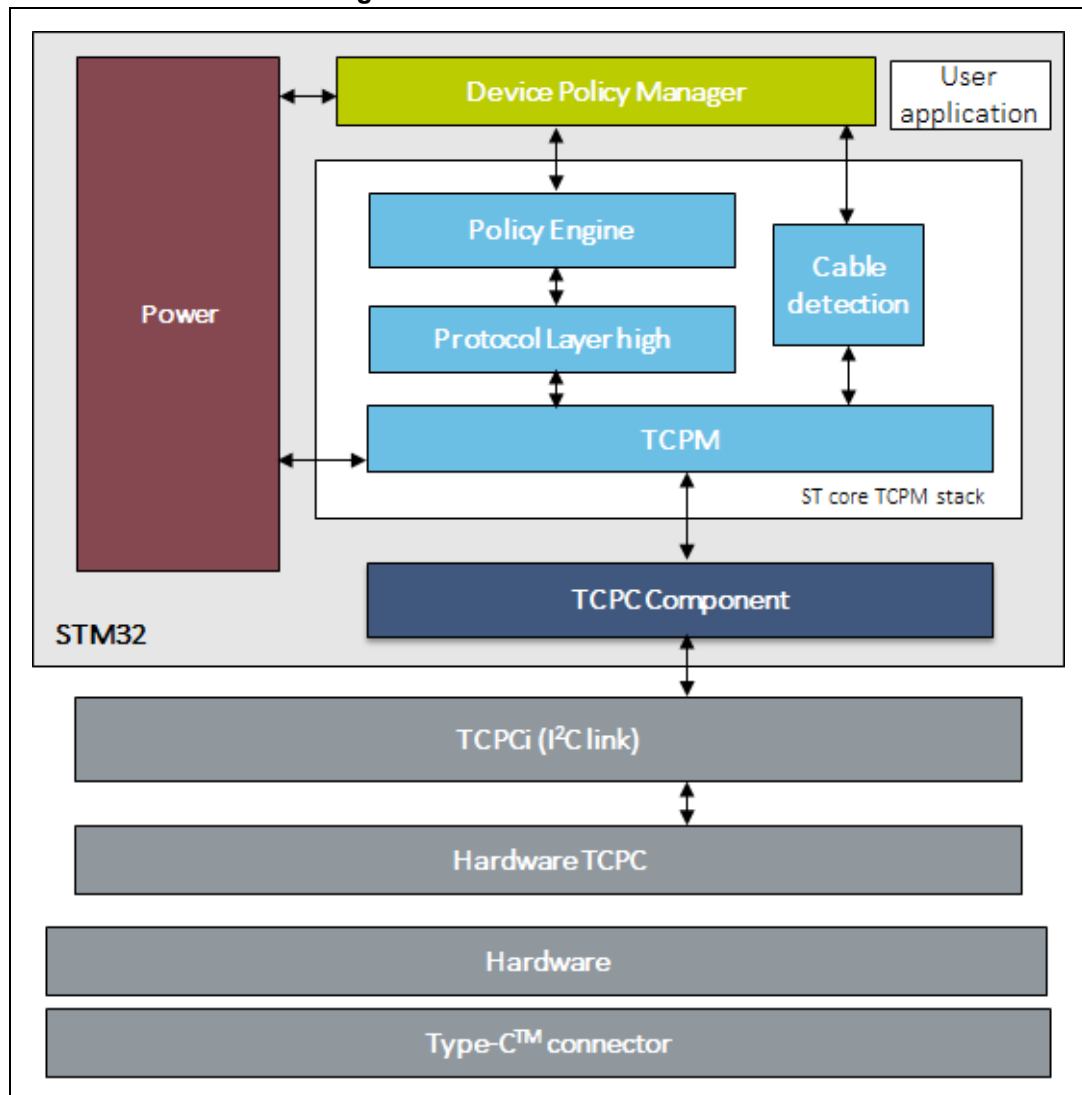 Device Policy Manager
User
application
Policy Engine
Cable
detection
Power
Protocol Layer high
TCPM
ST core TCPM stack
TCPC Component
STM32
TCPCi (I²C link)
Hardware TCPC
Hardware
Type-C™ connector